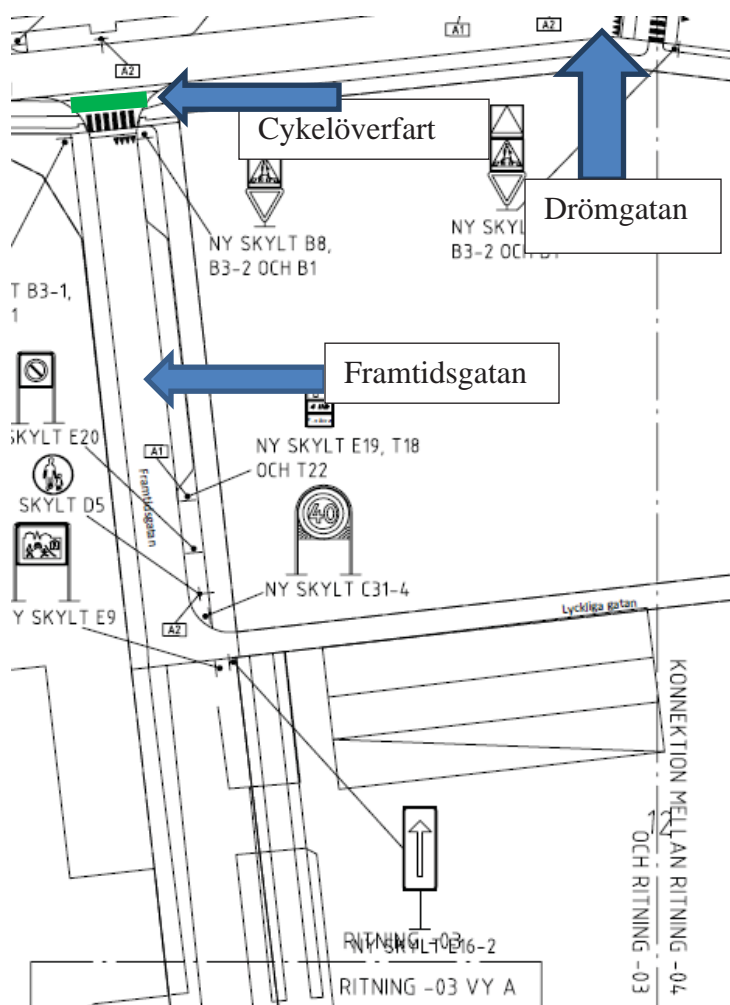 A1
A2
A2
Cykelöverfart
Drömgatan
NY SKYLT B8,
B3-2 OCH B1
NY SKYL
B3-2 OCH B1
T B3-1,
1
Framtidsgatan
SKYLT E20
A1
NY SKYLT E19, T18
OCH T22
Framtidsgatan
SKYLT D5
40
NY SKYLT C31-4
Y SKYLT E9
A2
Lyckliga gatan
KONNEKTION MELLAN RITNING -04
OCH RITNING -03
12
RITNING -03
NY SKYLT E16-2
RITNING -03 VY A